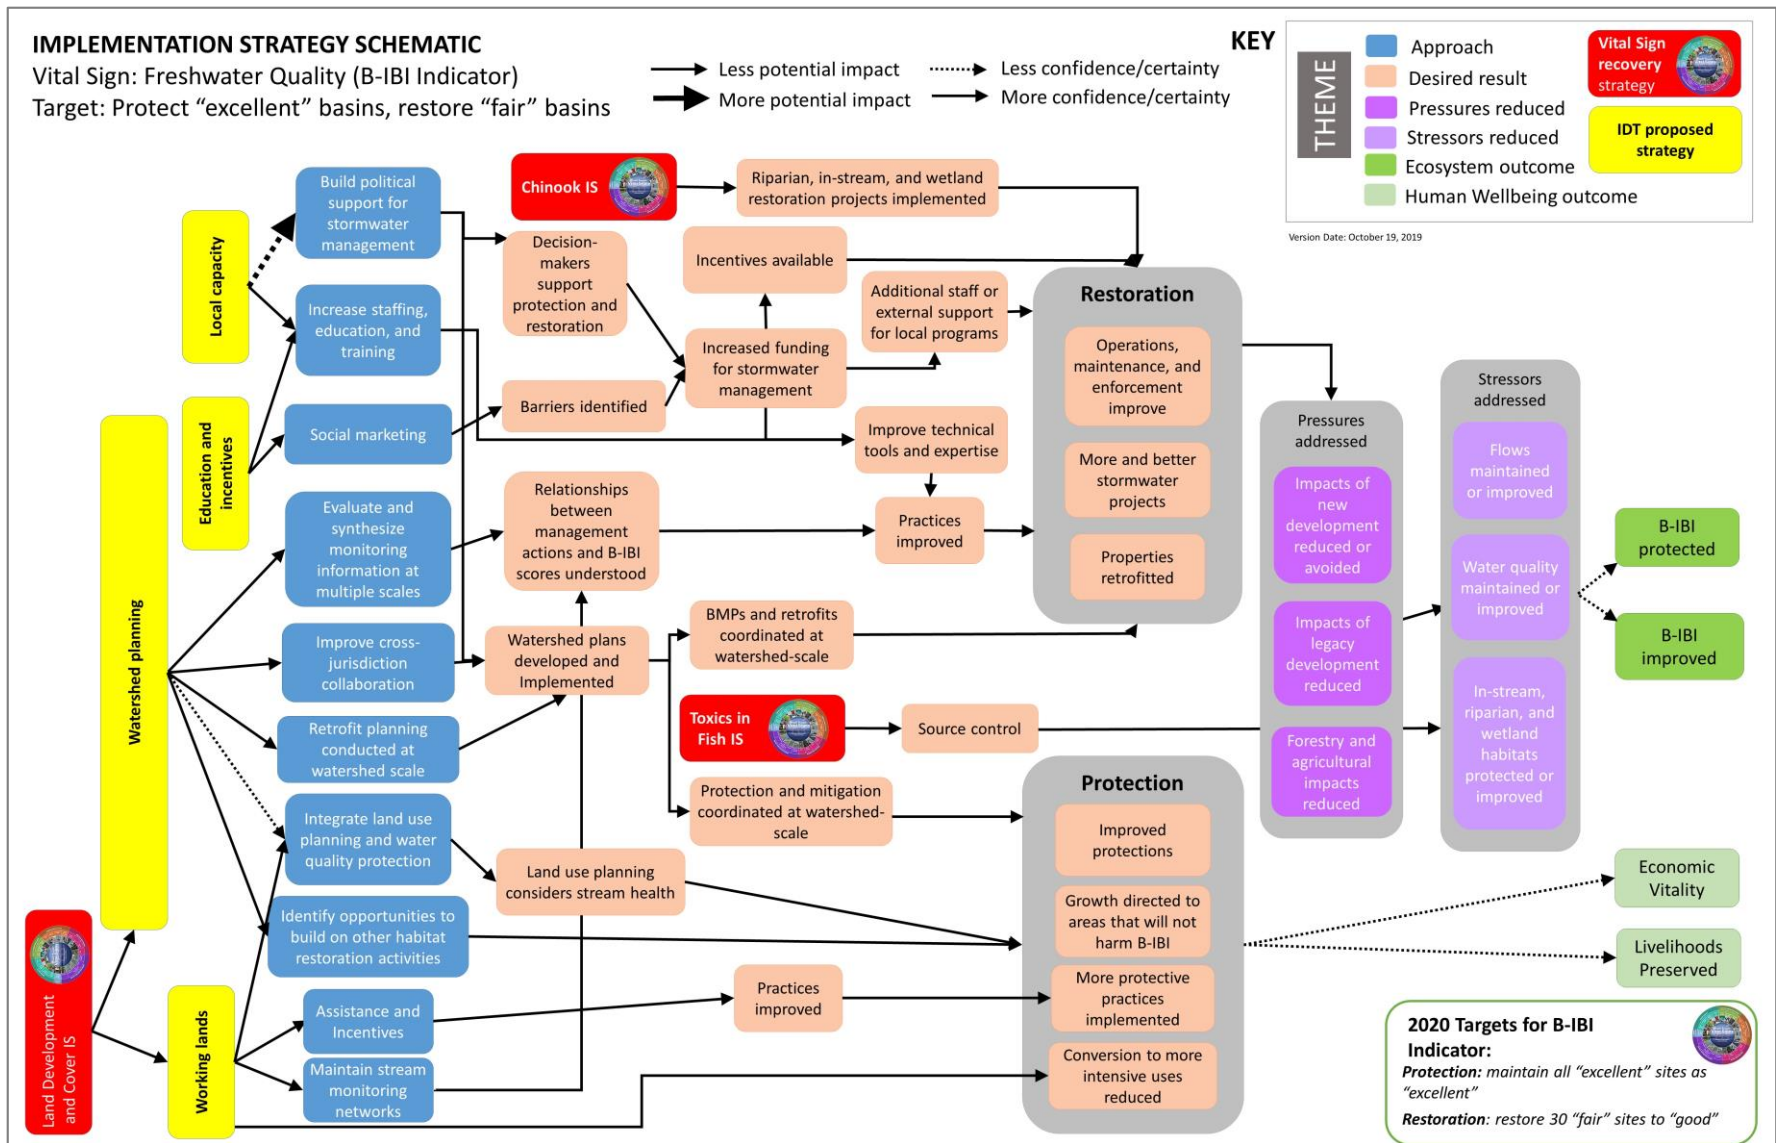 IMPLEMENTATION STRATEGY SCHEMATIC
Vital Sign: Freshwater Quality (B-IBI Indicator)
Target: Protect “excellent” basins, restore “fair” basins
Less potential impact
More potential impact
Less confidence/certainty
More confidence/certainty
KEY
THEME
Approach
Desired result
Pressures reduced
Stressors reduced
Ecosystem outcome
Human Wellbeing outcome
Vital Sign
recovery
strategy
IDT proposed
strategy
Version Date: October 19, 2019
Land Development
and Cover IS
Watershed planning
Working lands
Local capacity
Education and
incentives
Build political
support for
stormwater
management
Increase staffing,
education, and
training
Social marketing
Evaluate and
synthesize
monitoring
information at
multiple scales
Improve cross-
jurisdiction
collaboration
Retrofit planning
conducted at
watershed scale
Integrate land use
planning and water
quality protection
Identify opportunities to
build on other habitat
restoration activities
Assistance and
Incentives
Maintain stream
monitoring
networks
Chinook IS
Riparian, in-stream, and wetland
restoration projects implemented
Decision-
makers
support
protection and
restoration
Barriers identified
Incentives available
Increased funding
for stormwater
management
Additional staff or
external support
for local programs
Improve technical
tools and expertise
Relationships
between
management
actions and B-IBI
scores understood
Practices
improved
Watershed plans
developed and
Implemented
BMPs and retrofits
coordinated at
watershed-scale
Toxics in
Fish IS
Source control
Protection and mitigation
coordinated at watershed-
scale
Land use planning
considers stream health
Practices
improved
Restoration
Operations,
maintenance, and
enforcement
improve
More and better
stormwater
projects
Properties
retrofitted
Protection
Improved
protections
Growth directed to
areas that will not
harm B-IBI
More protective
practices
implemented
Conversion to more
intensive uses
reduced
Pressures
addressed
Impacts of
new
development
reduced or
avoided
Impacts of
legacy
development
reduced
Forestry and
agricultural
impacts
reduced
Stressors
addressed
Flows
maintained
or improved
Water quality
maintained or
improved
In-stream,
riparian, and
wetland
habitats
protected or
improved
B-IBI
protected
B-IBI
improved
Economic
Vitality
Livelihoods
Preserved
2020 Targets for B-IBI
Indicator:
Protection: maintain all “excellent” sites as
“excellent”
Restoration: restore 30 “fair” sites to “good”